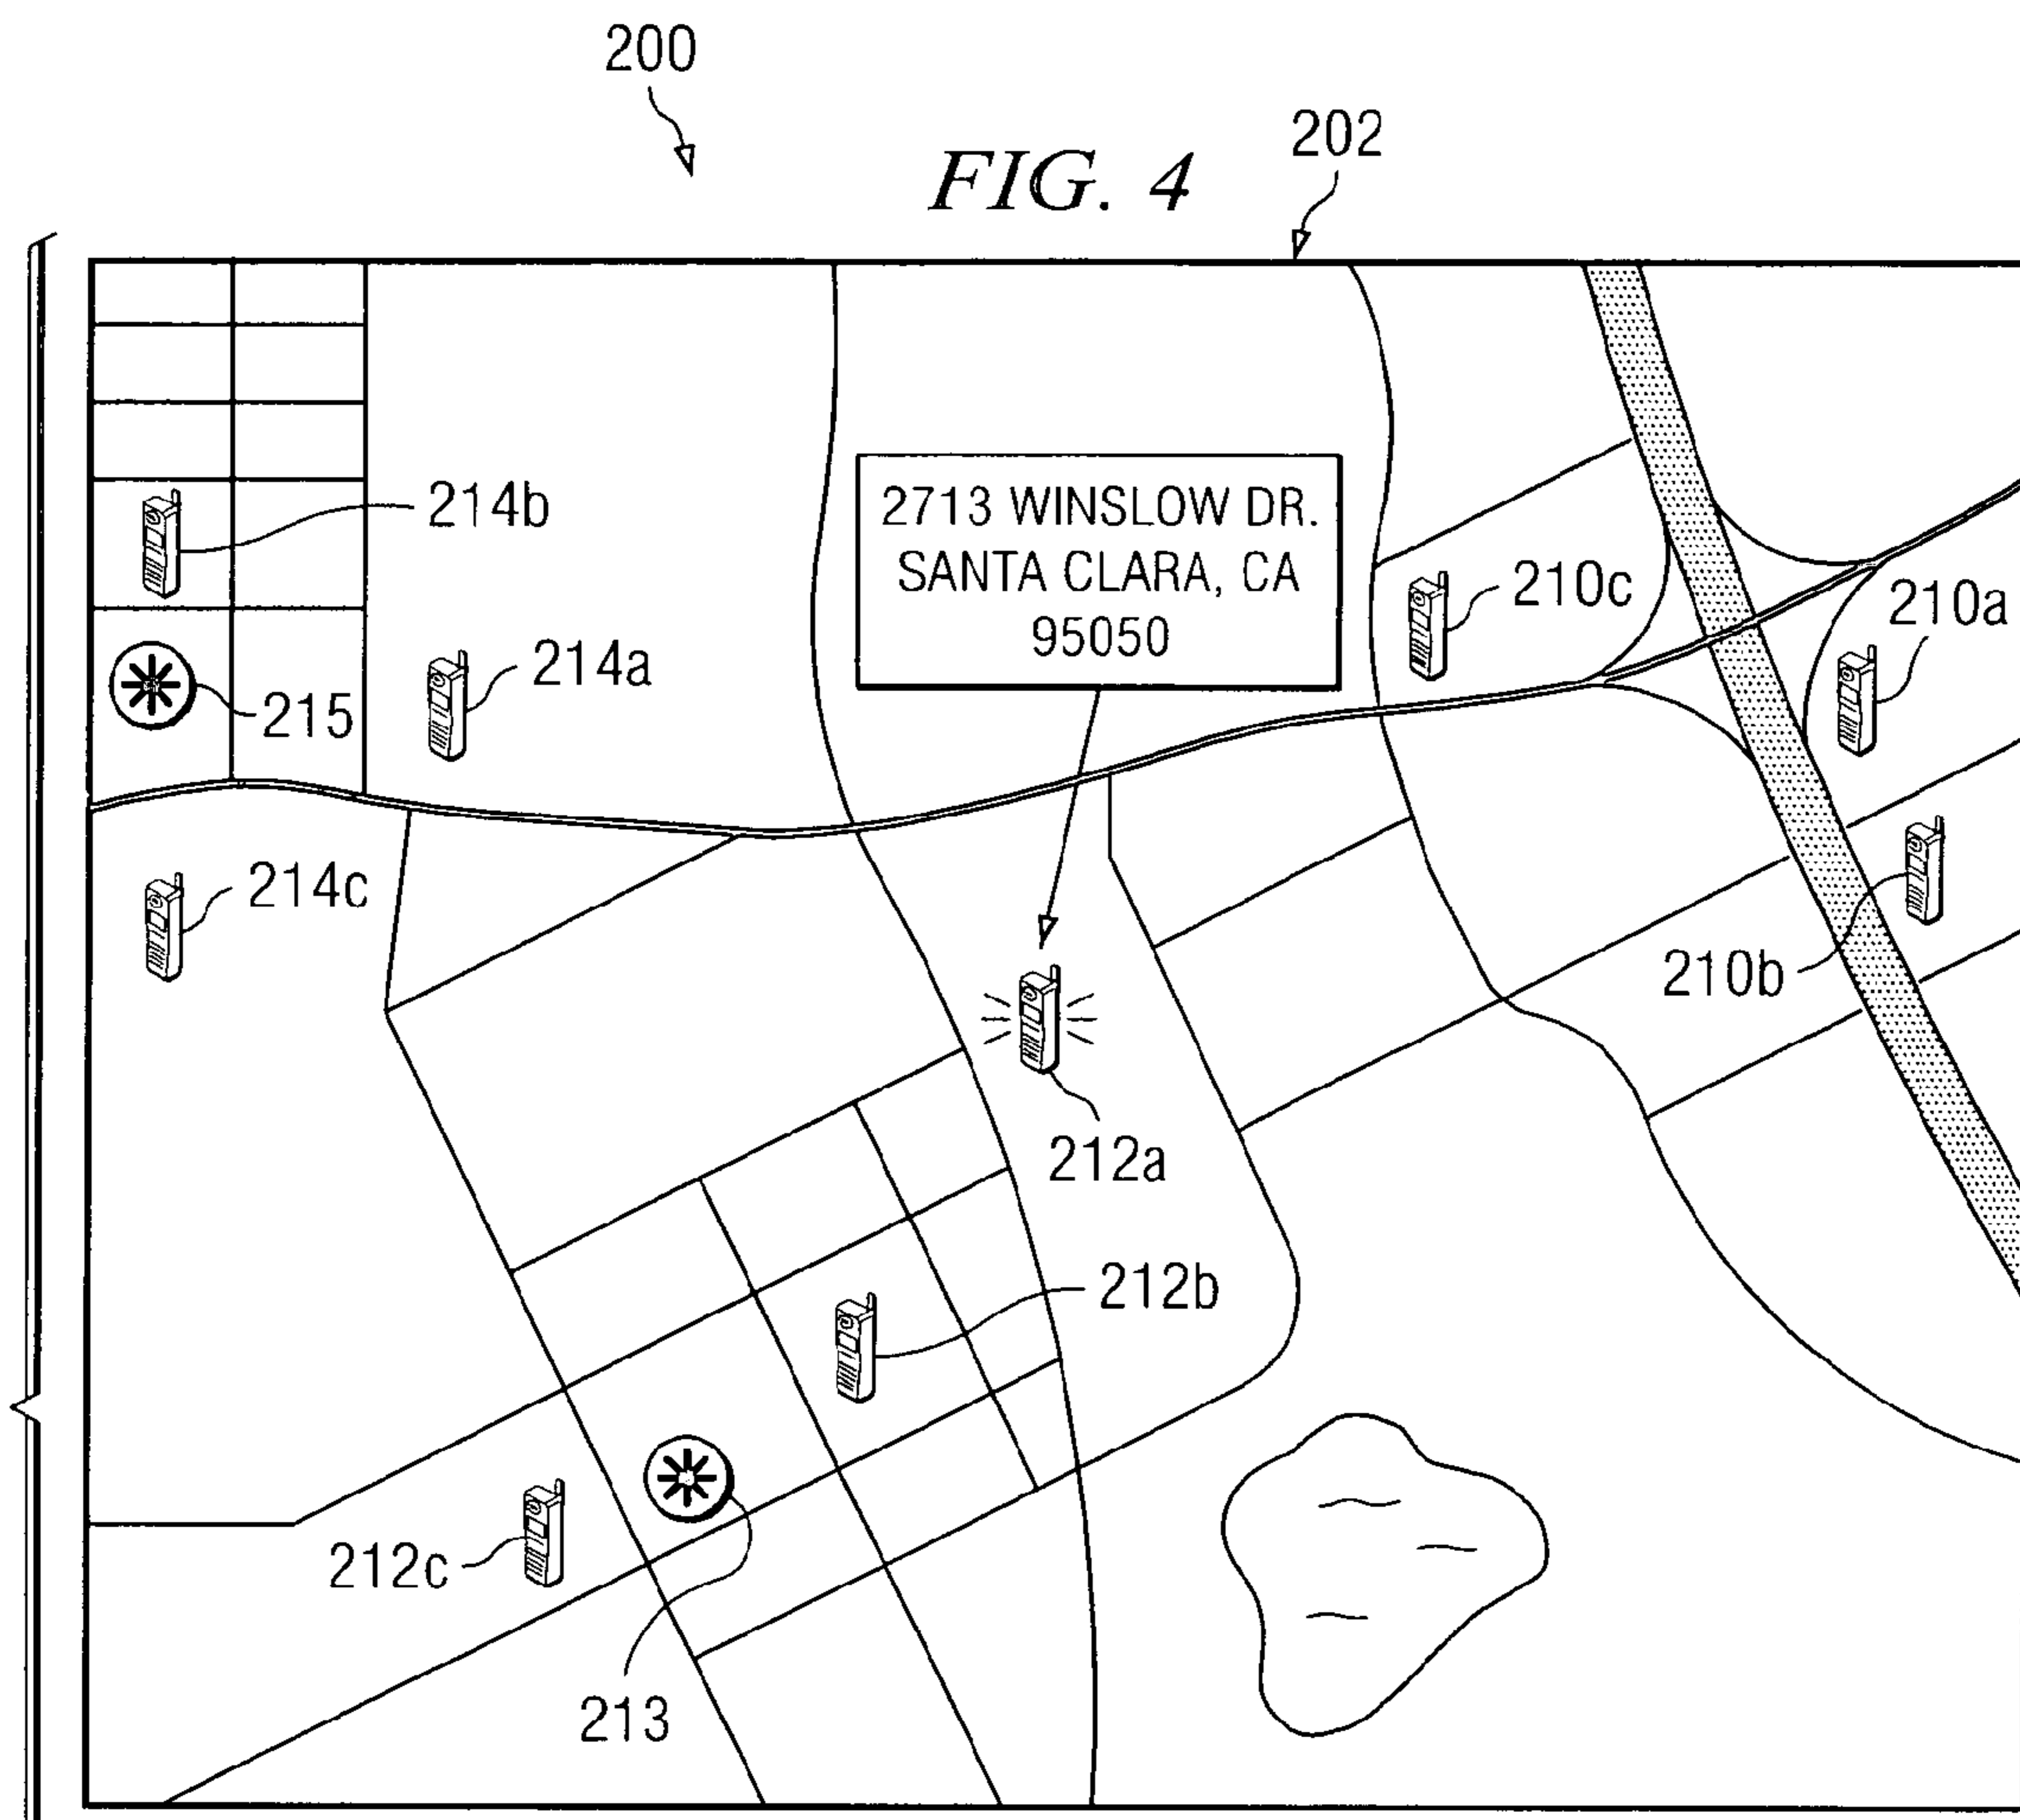 200
FIG. 4
202
2713 WINSLOW DR.
SANTA CLARA, CA
95050
214b
210c
210a
214a
215
214c
210b
212a
212b
212c
213